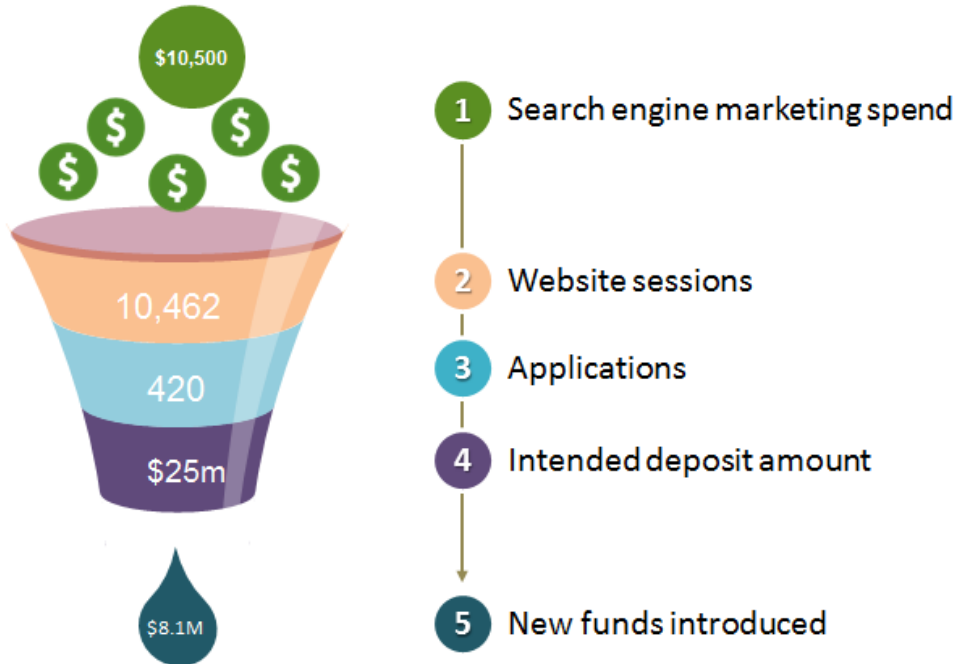 $10,500
$ $
$ $ $
10,462
420
$25m
$8.1M
1 Search engine marketing spend
2 Website sessions
3 Applications
4 Intended deposit amount
5 New funds introduced